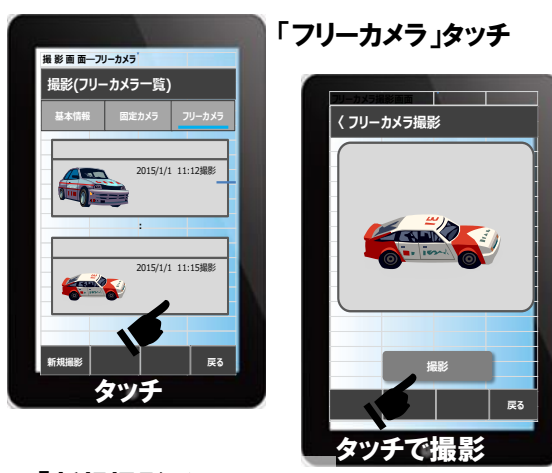 「フリーカメラ」タッチ
撮影画面―フリーカメラ
撮影(フリーカメラ一覧)
基本情報 固定カメラ フリーカメラ
2015/1/1 11:12撮影
:
2015/1/1 11:15撮影
新規撮影 戻る
タッチ
フリーカメラ撮影画面
〈 フリーカメラ撮影
撮影
戻る
タッチで撮影